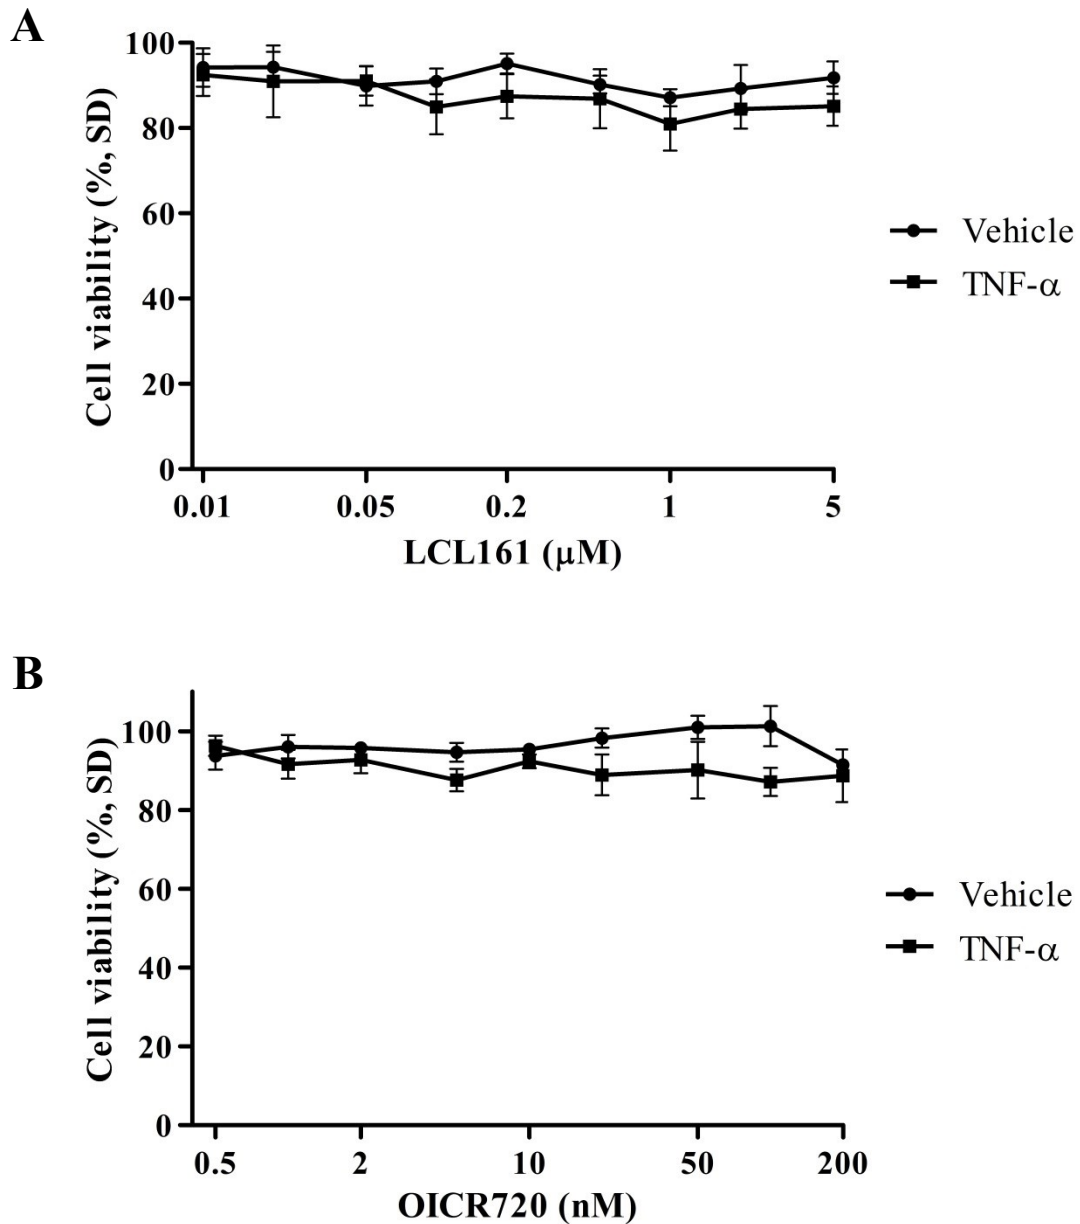 A
Cell viability (%, SD)
100
80
60
40
20
0
0.01 0.05 0.2 1 5
LCL161 (μM)
Vehicle
TNF-α
B
Cell viability (%, SD)
100
80
60
40
20
0
0.5 2 10 50 200
OICR720 (nM)
Vehicle
TNF-α